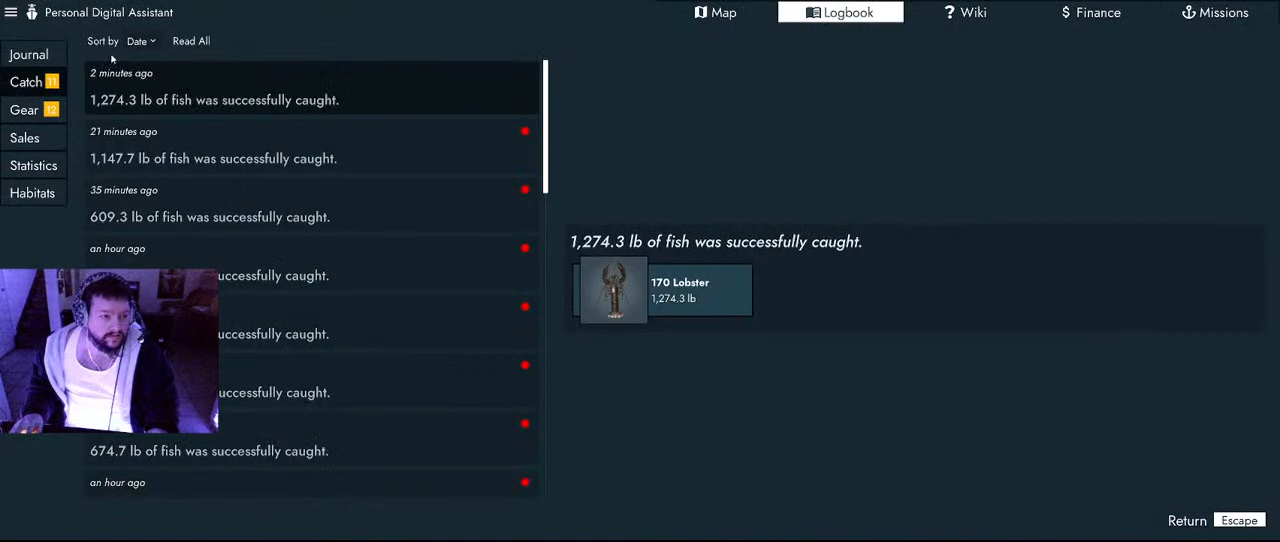 Personal Digital Assistant
Map
Logbook
? Wiki
$ Finance
Missions
Sort by Date
Read All
Journal
Catch 11
Gear 12
Sales
Statistics
Habitats
2 minutes ago
1,274.3 lb of fish was successfully caught.
21 minutes ago
1,147.7 lb of fish was successfully caught.
35 minutes ago
609.3 lb of fish was successfully caught.
an hour ago
successfully caught.
successfully caught.
successfully caught.
674.7 lb of fish was successfully caught.
an hour ago
1,274.3 lb of fish was successfully caught.
170 Lobster
1,274.3 lb
Return Escape